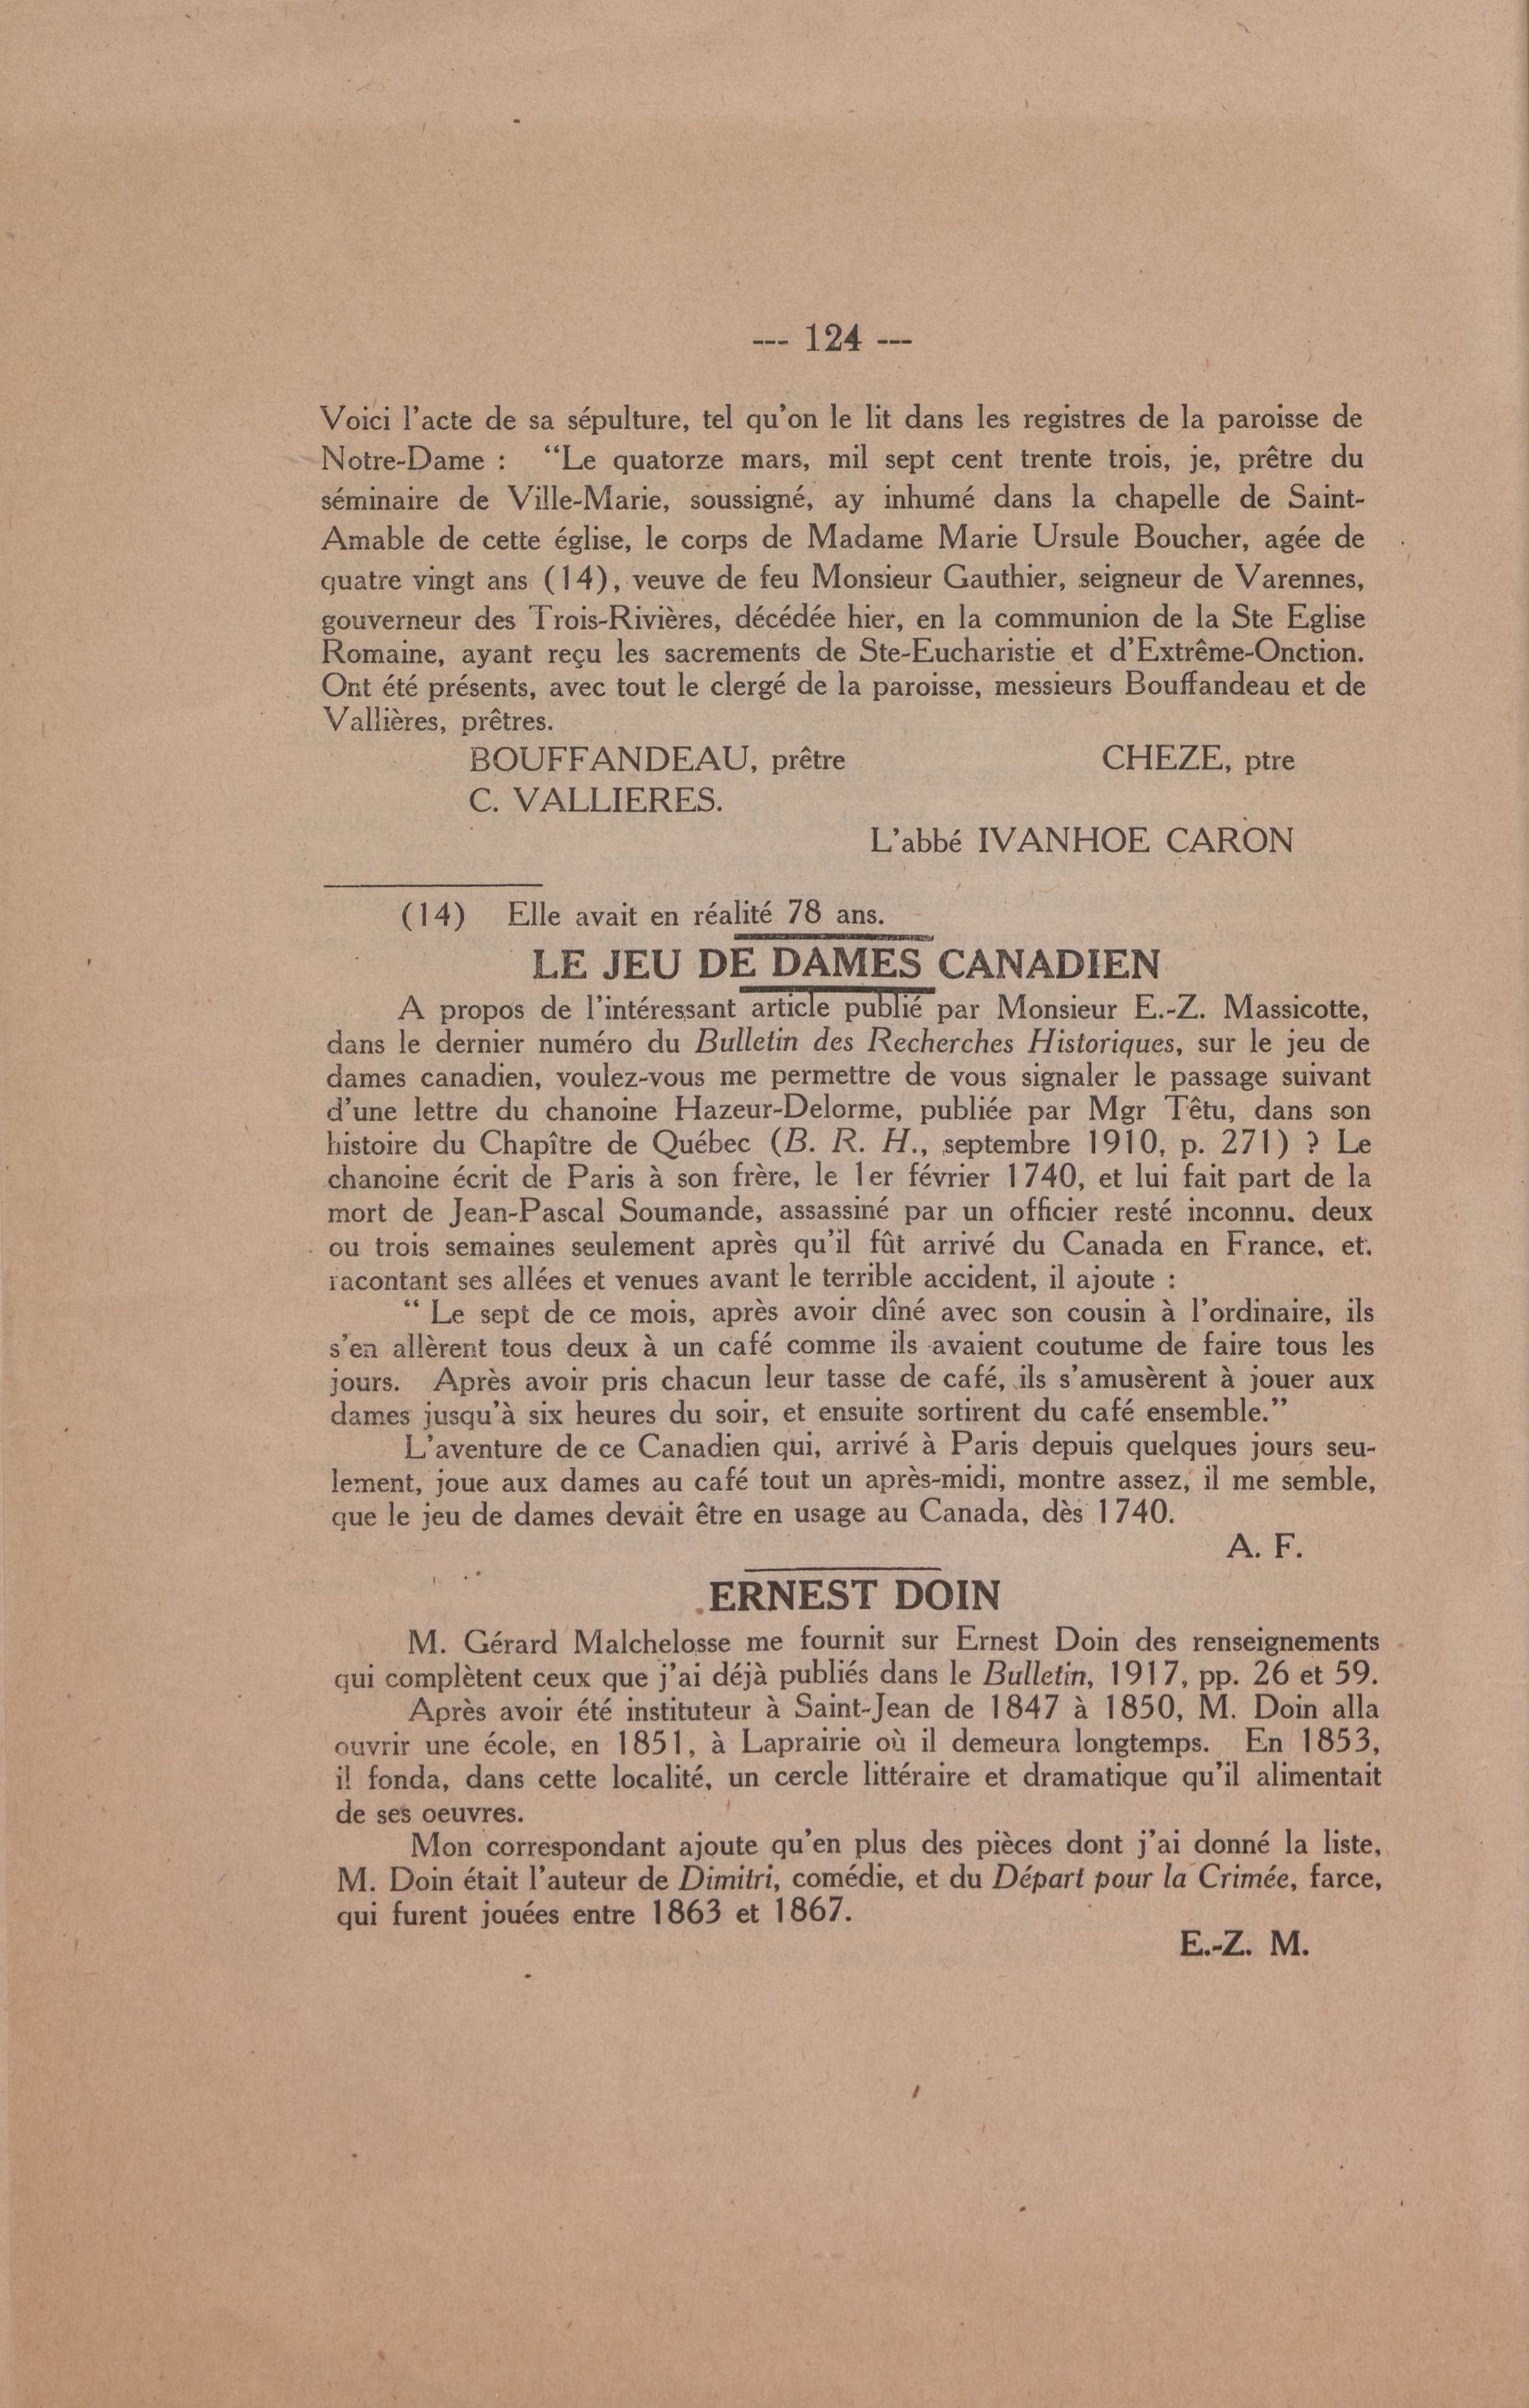 --- 124 ---
Voici l'acte de sa sépulture, tel qu'on le lit dans les registres de la paroisse de
Notre-Dame : “Le quatorze mars, mil sept cent trente trois, je, prêtre du
séminaire de Ville-Marie, soussigné, ay inhumé dans la chapelle de Saint-
Amable de cette église, le corps de Madame Marie Ursule Boucher, agée de
quatre vingt ans (14), veuve de feu Monsieur Gauthier, seigneur de Varennes,
gouverneur des Trois-Rivières, décédée hier, en la communion de la Ste Eglise
Romaine, ayant reçu les sacrements de Ste-Eucharistie et d'Extrême-Onction.
Ont été présents, avec tout le clergé de la paroisse, messieurs Bouffandeau et de
Vallières, prêtres.
BOUFFANDEAU, prêtre CHEZE, ptre
C. VALLIERES.
L'abbé IVANHOE CARON
(14) Elle avait en réalité 78 ans.
LE JEU DE DAMES CANADIEN
A propos de l'intéressant article publié par Monsieur E.-Z. Massicotte,
dans le dernier numéro du Bulletin des Recherches Historiques, sur le jeu de
dames canadien, voulez-vous me permettre de vous signaler le passage suivant
d'une lettre du chanoine Hazeur-Delorme, publiée par Mgr Têtu, dans son
histoire du Chapître de Québec (B. R. H., septembre 1910, p. 271) ? Le
chanoine écrit de Paris à son frère, le 1er février 1740, et lui fait part de la
mort de Jean-Pascal Soumande, assassiné par un officier resté inconnu. deux
ou trois semaines seulement après qu'il fût arrivé du Canada en France, et.
racontant ses allées et venues avant le terrible accident, il ajoute :
“ Le sept de ce mois, après avoir dîné avec son cousin à l'ordinaire, ils
s'en allèrent tous deux à un café comme ils avaient coutume de faire tous les
jours. Après avoir pris chacun leur tasse de café, ils s'amusèrent à jouer aux
dames jusqu'à six heures du soir, et ensuite sortirent du café ensemble.”
L'aventure de ce Canadien qui, arrivé à Paris depuis quelques jours seu-
lement, joue aux dames au café tout un après-midi, montre assez, il me semble,
que le jeu de dames devait être en usage au Canada, dès 1740.
A. F.
ERNEST DOIN
M. Gérard Malchelosse me fournit sur Ernest Doin des renseignements
qui complètent ceux que j'ai déjà publiés dans le Bulletin, 1917, pp. 26 et 59.
Après avoir été instituteur à Saint-Jean de 1847 à 1850, M. Doin alla
ouvrir une école, en 1851, à Laprairie où il demeura longtemps. En 1853,
il fonda, dans cette localité, un cercle littéraire et dramatique qu'il alimentait
de ses oeuvres.
Mon correspondant ajoute qu'en plus des pièces dont j'ai donné la liste,
M. Doin était l'auteur de Dimitri, comédie, et du Départ pour la Crimée, farce,
qui furent jouées entre 1863 et 1867.
E.-Z. M.